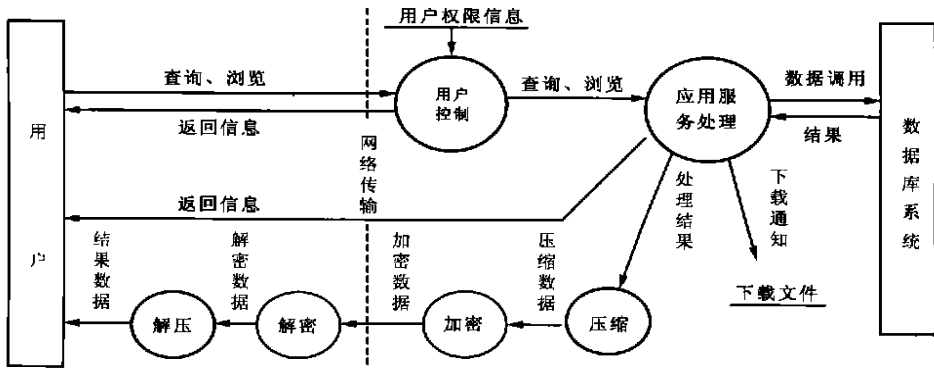 用户权限信息
查询、浏览
用户
控制
查询、浏览
应用服
务处理
数据调用
返回信息
结果
用户
网络传输
数据库系统
返回信息
处理结果
下载通知
结果数据
解密数据
加密数据
压缩数据
下载文件
解压
解密
加密
压缩